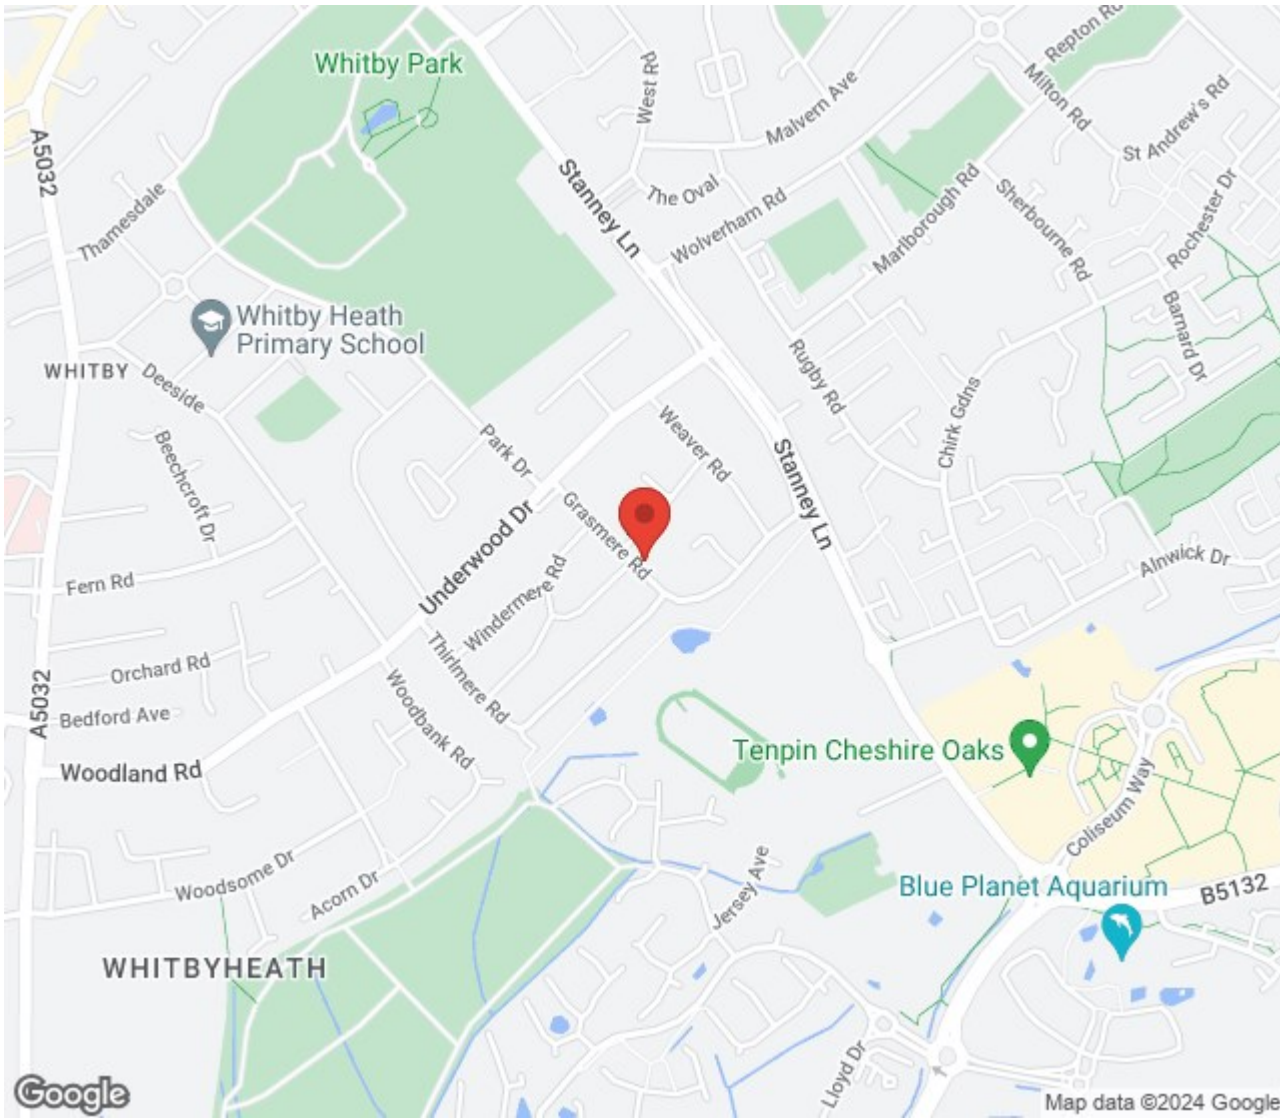 Whitby Park
West Rd
Repton Rd
Milton Rd
Malvern Ave
St Andrew's Rd
A5032
Thamesdale
Stanney Ln
The Oval
Wolverham Rd
Marlborough Rd
Sherbourne Rd
Rochester Dr
Barnard Dr
Whitby Heath
Primary School
WHITBY
Deeside
Rugby Rd
Chirk Gdns
Beechcroft Dr
Park Dr
Weaver Rd
Stanney Ln
Grasmere Rd
Underwood Dr
Windermere Rd
Alnwick Dr
Fern Rd
Thirlmere Rd
Orchard Rd
Woodbank Rd
A5032
Bedford Ave
Woodland Rd
Tenpin Cheshire Oaks
Coliseum Way
Woodsome Dr
Acorn Dr
Jersey Ave
Blue Planet Aquarium
B5132
WHITBYHEATH
Lloyd Dr
Google
Map data ©2024 Google